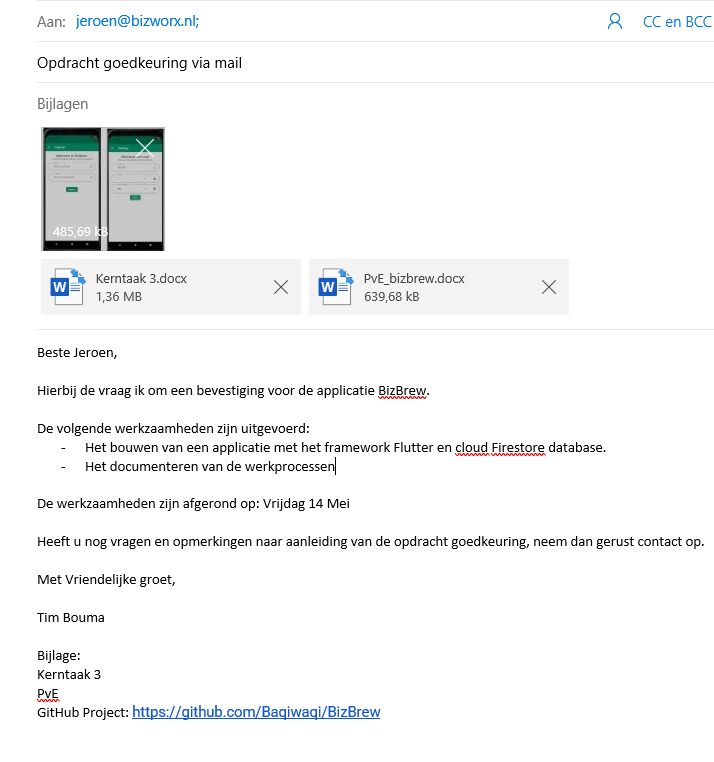 Aan: jeroen@bizworx.nl;
CC en BCC
Opdracht goedkeuring via mail
Bijlagen
485,69 kB
Kerntaak 3.docx
1,36 MB
PvE_bizbrew.docx
639,68 kB
Beste Jeroen,
Hierbij de vraag ik om een bevestiging voor de applicatie BizBrew.
De volgende werkzaamheden zijn uitgevoerd:
- Het bouwen van een applicatie met het framework Flutter en cloud Firestore database.
- Het documenteren van de werkprocessen
De werkzaamheden zijn afgerond op: Vrijdag 14 Mei
Heeft u nog vragen en opmerkingen naar aanleiding van de opdracht goedkeuring, neem dan gerust contact op.
Met Vriendelijke groet,
Tim Bouma
Bijlage:
Kerntaak 3
PvE
GitHub Project: https://github.com/Baqiwaqi/BizBrew